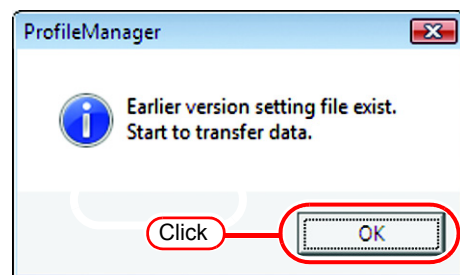 ProfileManager
Earlier version setting file exist.
Start to transfer data.
Click
OK